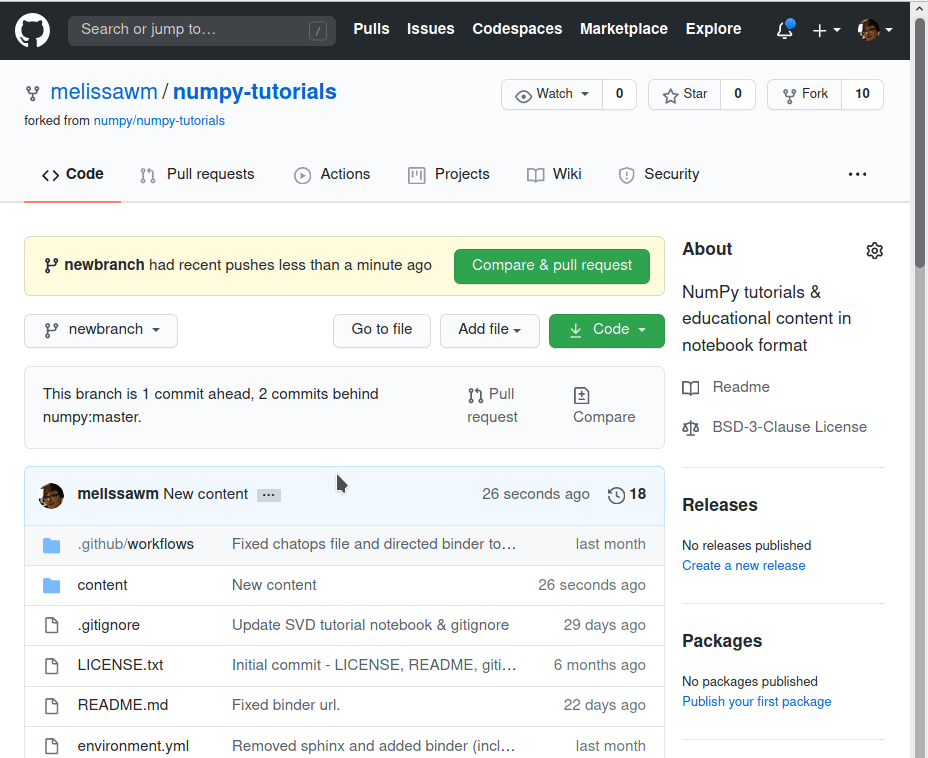 Search or jump to… /
Pulls Issues Codespaces Marketplace Explore
melissawm / numpy-tutorials
Watch 0 Star 0 Fork 10
forked from numpy/numpy-tutorials
Code Pull requests Actions Projects Wiki Security ...
newbranch had recent pushes less than a minute ago
Compare & pull request
newbranch Go to file Add file Code
This branch is 1 commit ahead, 2 commits behind
numpy:master.
Pull
request
Compare
melissawm New content ... 26 seconds ago 18
.github/workflows Fixed chatops file and directed binder to… last month
content New content 26 seconds ago
.gitignore Update SVD tutorial notebook & gitignore 29 days ago
LICENSE.txt Initial commit - LICENSE, README, giti… 6 months ago
README.md Fixed binder url. 22 days ago
environment.yml Removed sphinx and added binder (incl… last month
About
NumPy tutorials &
educational content in
notebook format
Readme
BSD-3-Clause License
Releases
No releases published
Create a new release
Packages
No packages published
Publish your first package